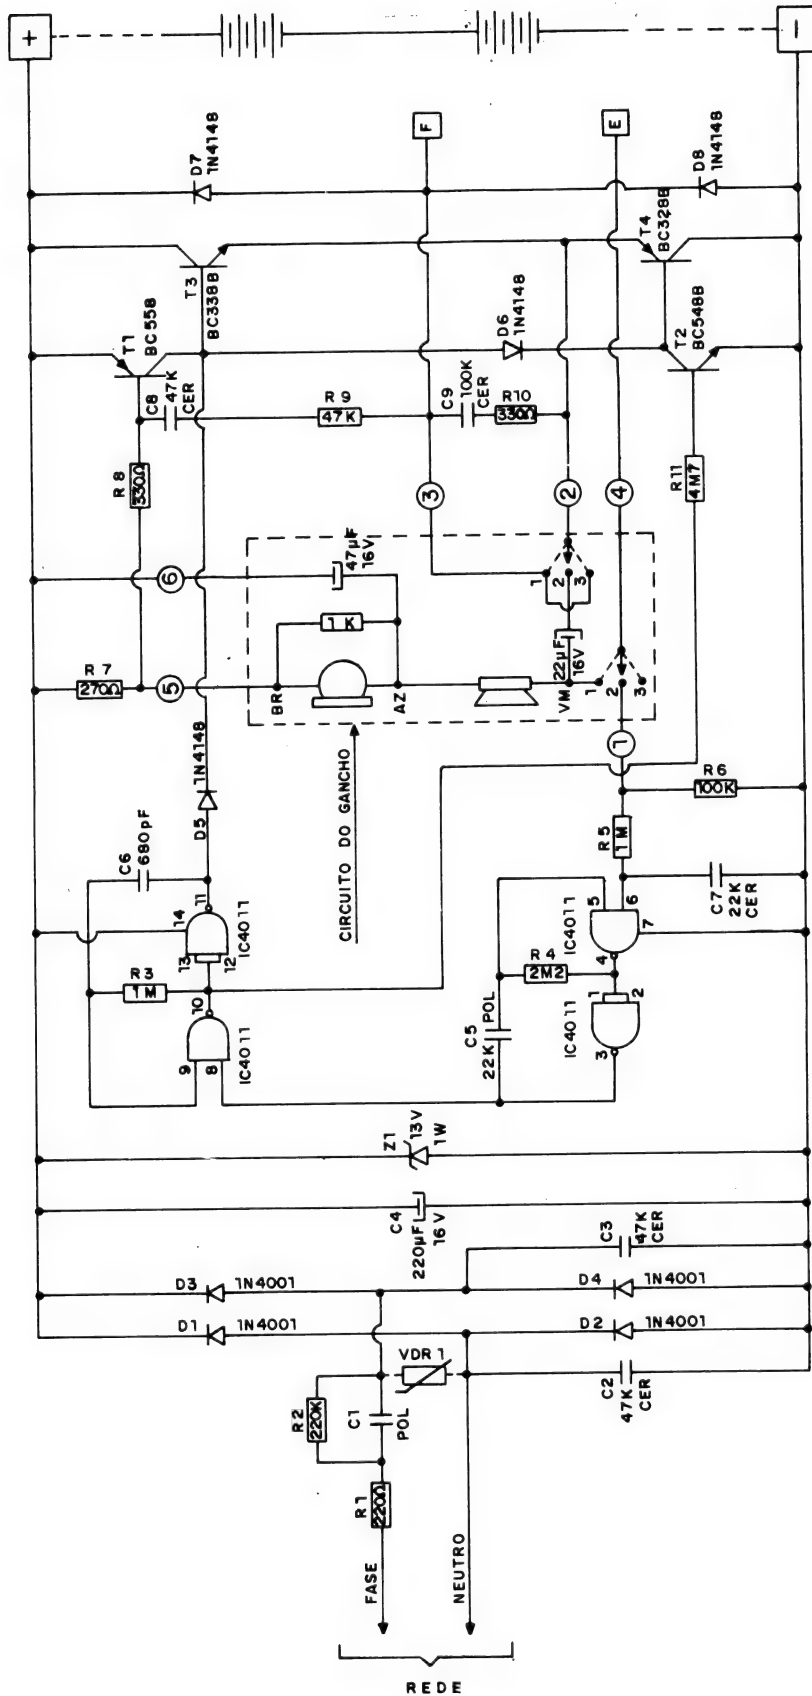 REDE
FASE
NEUTRO
R1
220Ω
R2
220K
C1
POL
VDR 1
D3
1N4001
D1
1N4001
D4
1N4001
D2
1N4001
C2
47K
CER
C3
47K
CER
C4
220µF
16V
Z1
13V
1W
9
8
10
IC4011
R3
1M
13
12
14
11
IC4011
C6
680pF
D5
1N4148
C5
22K
POL
3
1
2
IC4011
R4
2M2
4
5
6
7
IC4011
R5
1M
C7
22K
CER
R6
100K
CIRCUITO DO GANCHO
BR
AZ
VM
1K
47µF
16V
22µF
16V
1
2
3
1
2
3
1
2
3
4
5
6
R7
270Ω
R8
330Ω
C8
47K
CER
R9
47K
C9
100K
CER
R10
330Ω
R11
4M7
T1
BC558
T3
BC338B
D6
1N4148
T2
BC548B
T4
BC328B
D7
1N4148
D8
1N4148
F
E
+
-